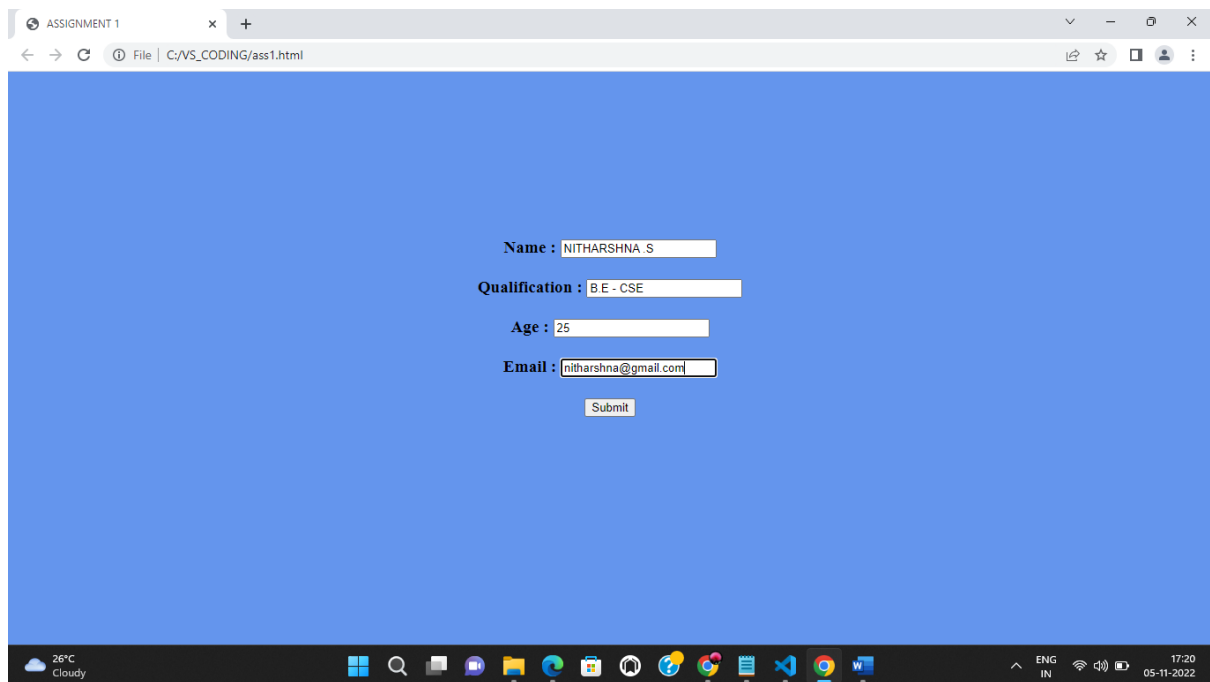 ASSIGNMENT 1
File | C:/VS_CODING/ass1.html
Name : NITHARSHNA .S
Qualification : B.E - CSE
Age : 25
Email : nitharshna@gmail.com
Submit
26°C
Cloudy
ENG
IN
17:20
05-11-2022